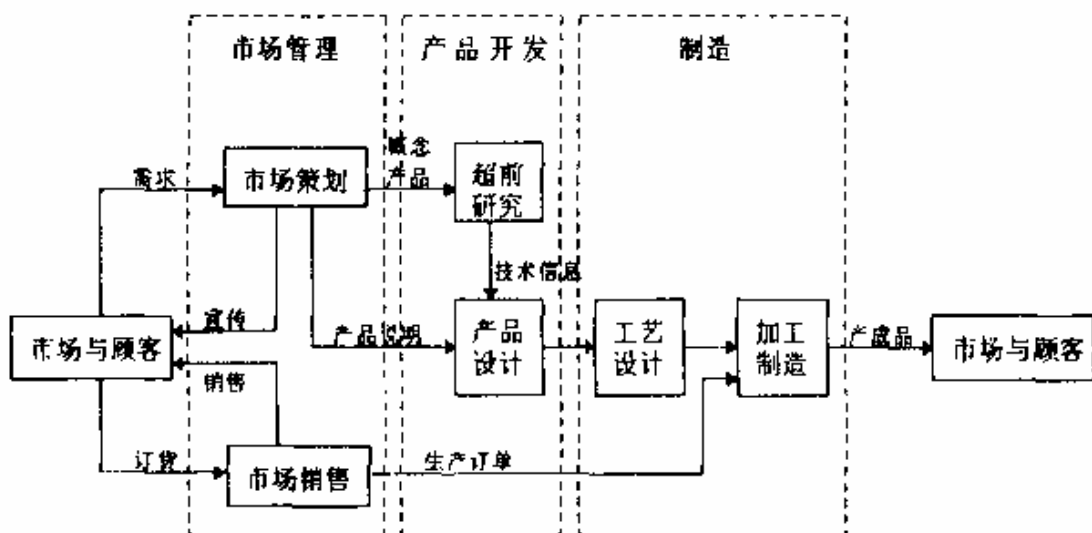 市场管理
产品开发
制造
概念
产品
需求
市场策划
超前
研究
技术信息
宣传
产品说明
产品
设计
工艺
设计
加工
制造
产成品
市场与顾客
市场与顾客
销售
订货
市场销售
生产订单